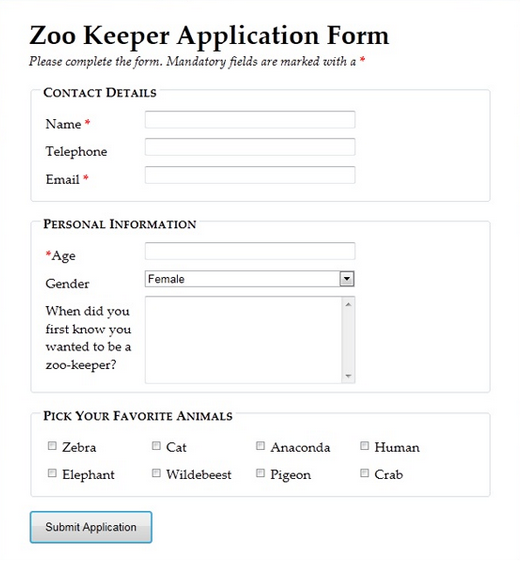 Zoo Keeper Application Form
Please complete the form. Mandatory fields are marked with a *
CONTACT DETAILS
Name *
Telephone
Email *
PERSONAL INFORMATION
*Age
Gender Female
When did you
first know you
wanted to be a
zoo-keeper?
PICK YOUR FAVORITE ANIMALS
Zebra Cat Anaconda Human
Elephant Wildebeest Pigeon Crab
Submit Application